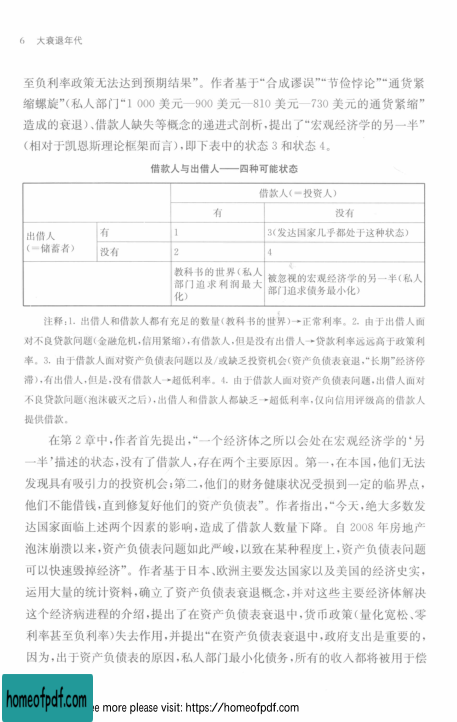 6 大衰退年代
至负利率政策无法达到预期结果”。作者基于“合成谬误”“节俭悖论”“通货紧
缩螺旋”(私人部门“1 000 美元—900 美元—810 美元—730 美元的通货紧缩”
造成的衰退)、借款人缺失等概念的递进式剖析,提出了“宏观经济学的另一半”
(相对于凯恩斯理论框架而言),即下表中的状态 3 和状态 4。
借款人与出借人——四种可能状态
借款人(=投资人)
有 没有
出借人
(=储蓄者)
有 1 3(发达国家几乎都处于这种状态)
没有 2 4
教科书的世界(私人
部门追求利润最大
化)
被忽视的宏观经济学的另一半(私人
部门追求债务最小化)
注释:1. 出借人和借款人都有充足的数量(教科书的世界)→正常利率。2. 由于出借人面
对不良贷款问题(金融危机,信用紧缩),有借款人,但是没有出借人→贷款利率远远高于政策利
率。3. 由于借款人面对资产负债表问题以及/或缺乏投资机会(资产负债表衰退,“长期”经济停
滞),有出借人,但是,没有借款人→超低利率。4. 由于借款人面对资产负债表问题,出借人面对
不良贷款问题(泡沫破灭之后),出借人和借款人都缺乏→超低利率,仅向信用评级高的借款人
提供借款。
在第 2 章中,作者首先提出,“一个经济体之所以会处在宏观经济学的‘另
一半’描述的状态,没有了借款人,存在两个主要原因。第一,在本国,他们无法
发现具有吸引力的投资机会;第二,他们的财务健康状况受损到一定的临界点,
他们不能借钱,直到修复好他们的资产负债表”。作者指出,“今天,绝大多数发
达国家面临上述两个因素的影响,造成了借款人数量下降。自 2008 年房地产
泡沫崩溃以来,资产负债表问题如此严峻,以致在某种程度上,资产负债表问题
可以快速毁掉经济”。作者基于日本、欧洲主要发达国家以及美国的经济史实,
运用大量的统计资料,确立了资产负债表衰退概念,并对这些主要经济体解决
这个经济病进程的介绍,提出了在资产负债表衰退中,货币政策(量化宽松、零
利率甚至负利率)失去作用,并提出“在资产负债表衰退中,政府支出是重要的,
因为,出于资产负债表的原因,私人部门最小化债务,所有的收入都将被用于偿
homeofpdf.com
e more please visit: https://homeofpdf.com